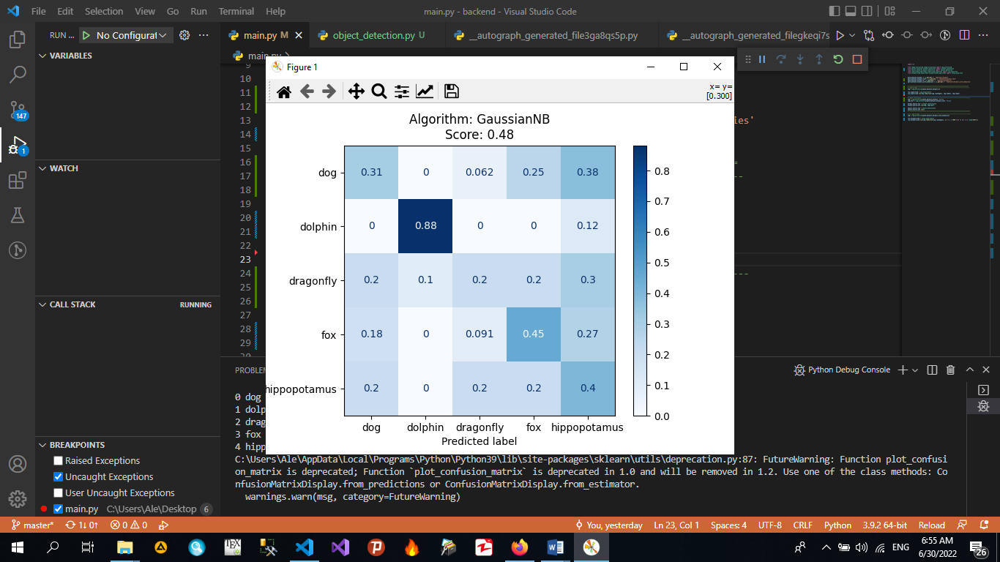 File Edit Selection View Go Run Terminal Help
main.py - backend - Visual Studio Code
RUN ... No Configurat
main.py M
object_detection.py U
__autograph_generated_file3ga8qs5p.py
__autograph_generated_filegkeqi7s
main.py
VARIABLES
WATCH
CALL STACK RUNNING
BREAKPOINTS
Raised Exceptions
Uncaught Exceptions
User Uncaught Exceptions
main.py C:\Users\Ale\Desktop 6
147
1
9
10
11
12
13
14
15
16
17
18
19
20
21
22
23
24
25
26
27
28
29
ies'
=
--
---
Figure 1
x= y=
[0.300]
Algorithm: GaussianNB
Score: 0.48
dog 0.31 0 0.062 0.25 0.38
dolphin 0 0.88 0 0 0.12
dragonfly 0.2 0.1 0.2 0.2 0.3
fox 0.18 0 0.091 0.45 0.27
hippopotamus 0.2 0 0.2 0.2 0.4
dog dolphin dragonfly fox hippopotamus
Predicted label
0.8
0.7
0.6
0.5
0.4
0.3
0.2
0.1
0.0
PROBLEM
Python Debug Console
0 dog
1 dolp
2 drag
3 fox
4 hipp
C:\Users\Ale\AppData\Local\Programs\Python\Python39\lib\site-packages\sklearn\utils\deprecation.py:87: FutureWarning: Function plot_confusi
on_matrix is deprecated; Function `plot_confusion_matrix` is deprecated in 1.0 and will be removed in 1.2. Use one of the class methods: Co
nfusionMatrixDisplay.from_predictions or ConfusionMatrixDisplay.from_estimator.
warnings.warn(msg, category=FutureWarning)
master* 1↓ 0↑ 0 0
You, yesterday Ln 23, Col 1 Spaces: 4 UTF-8 CRLF Python 3.9.2 64-bit Reload
ENG
6:55 AM
6/30/2022
26